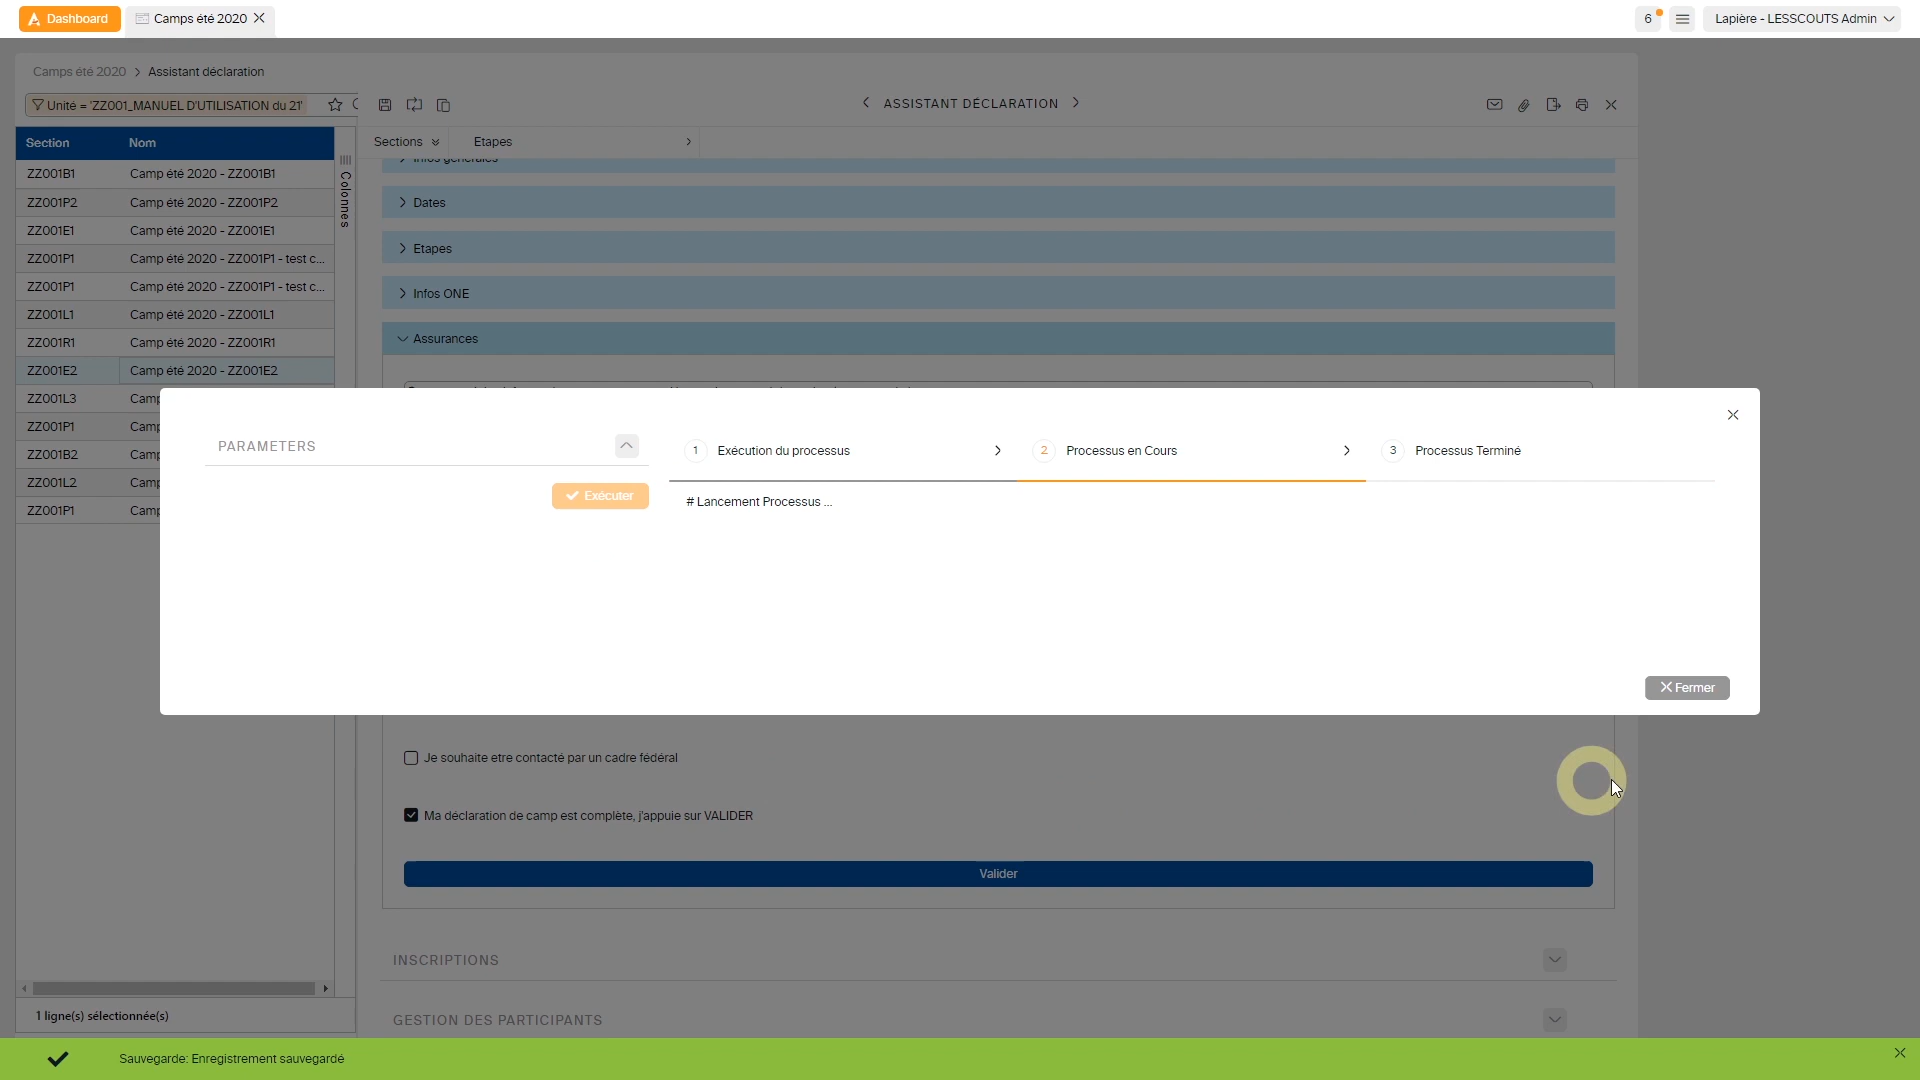 Dashboard
Camps été 2020
6
Lapière - LESSCOUTS Admin
Camps été 2020 > Assistant déclaration
Unité = 'ZZ001_MANUEL D'UTILISATION du 21'
ASSISTANT DÉCLARATION
Section Nom
Sections Etapes
Infos générales
ZZ001B1 Camp été 2020 - ZZ001B1
ZZ001P2 Camp été 2020 - ZZ001P2
ZZ001E1 Camp été 2020 - ZZ001E1
ZZ001P1 Camp été 2020 - ZZ001P1 - test c...
ZZ001P1 Camp été 2020 - ZZ001P1 - test c...
ZZ001L1 Camp été 2020 - ZZ001L1
ZZ001R1 Camp été 2020 - ZZ001R1
ZZ001E2 Camp été 2020 - ZZ001E2
ZZ001L3 Camp
ZZ001P1 Camp
ZZ001B2 Camp
ZZ001L2 Camp
ZZ001P1 Camp
Colonnes
Dates
Etapes
Infos ONE
Assurances
PARAMETERS
Exécuter
1 Exécution du processus
2 Processus en Cours
3 Processus Terminé
# Lancement Processus ...
Fermer
Je souhaite etre contacté par un cadre fédéral
Ma déclaration de camp est complète, j'appuie sur VALIDER
Valider
INSCRIPTIONS
GESTION DES PARTICIPANTS
1 ligne(s) sélectionnée(s)
Sauvegarde: Enregistrement sauvegardé